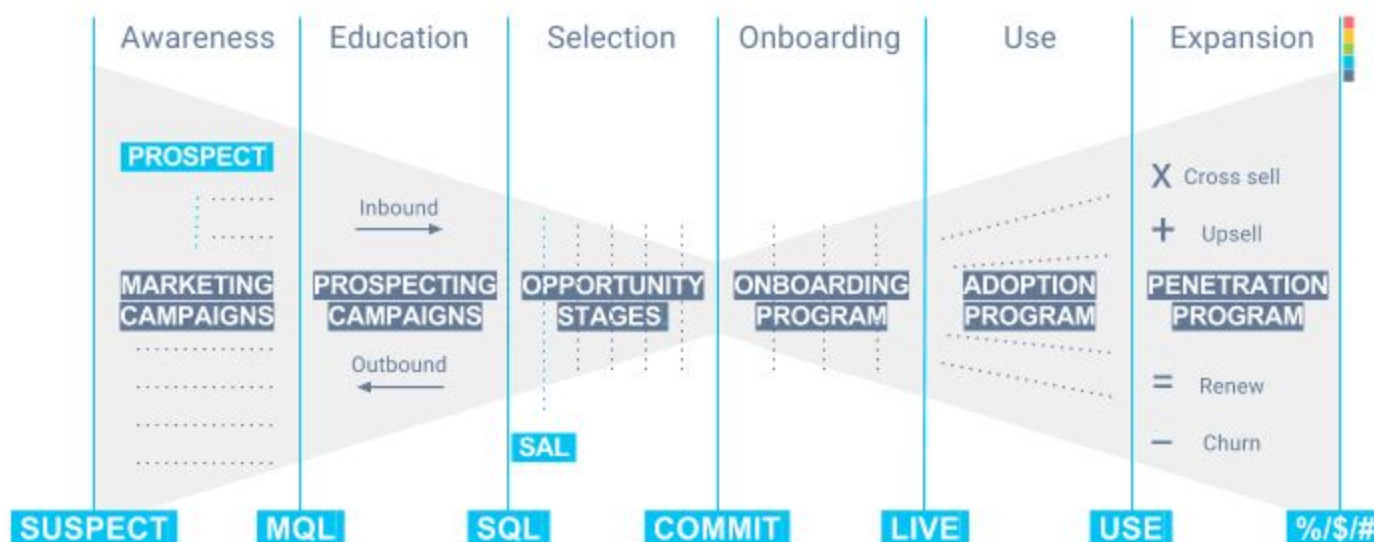 Awareness
Education
Selection
Onboarding
Use
Expansion
PROSPECT
Inbound
X Cross sell
+ Upsell
MARKETING
CAMPAIGNS
PROSPECTING
CAMPAIGNS
OPPORTUNITY
STAGES
ONBOARDING
PROGRAM
ADOPTION
PROGRAM
PENETRATION
PROGRAM
Outbound
= Renew
− Churn
SAL
SUSPECT
MQL
SQL
COMMIT
LIVE
USE
%/$/#